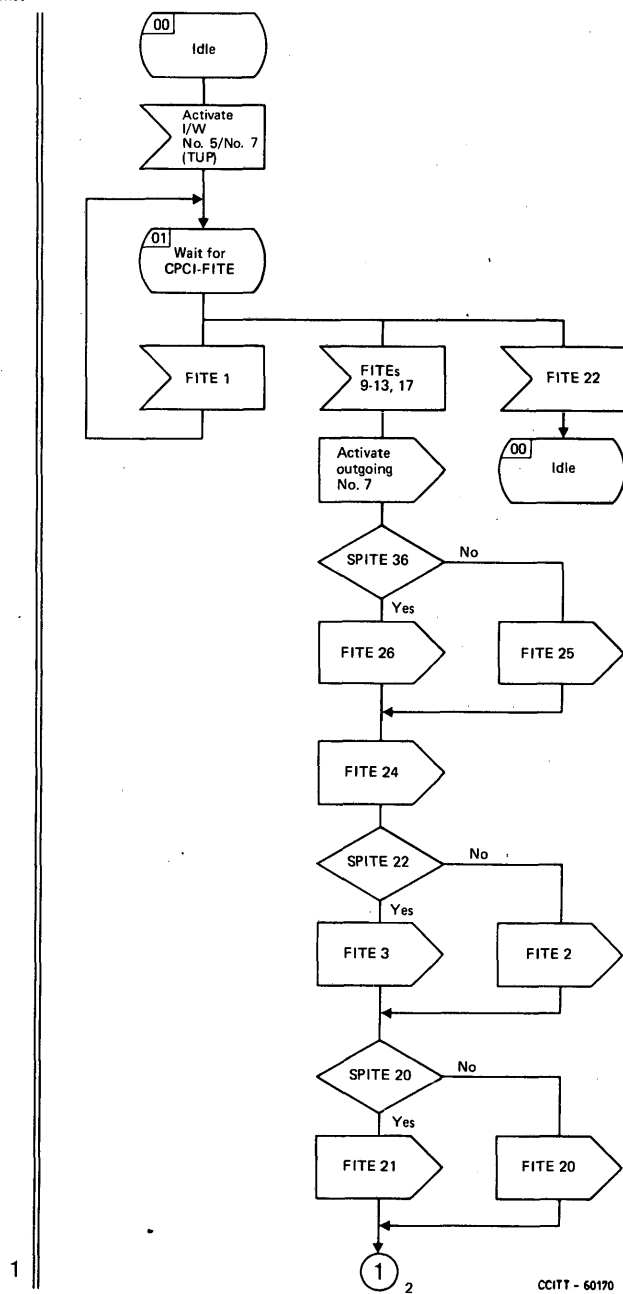 00
Idle
Activate
I/W
No. 5/No. 7
(TUP)
01
Wait for
CPCI-FITE
FITE 1
FITEs
9-13, 17
FITE 22
Activate
outgoing
No. 7
00
Idle
SPITE 36
No
Yes
FITE 26
FITE 25
FITE 24
SPITE 22
No
Yes
FITE 3
FITE 2
SPITE 20
No
Yes
FITE 21
FITE 20
1
1
2
CCITT - 60170